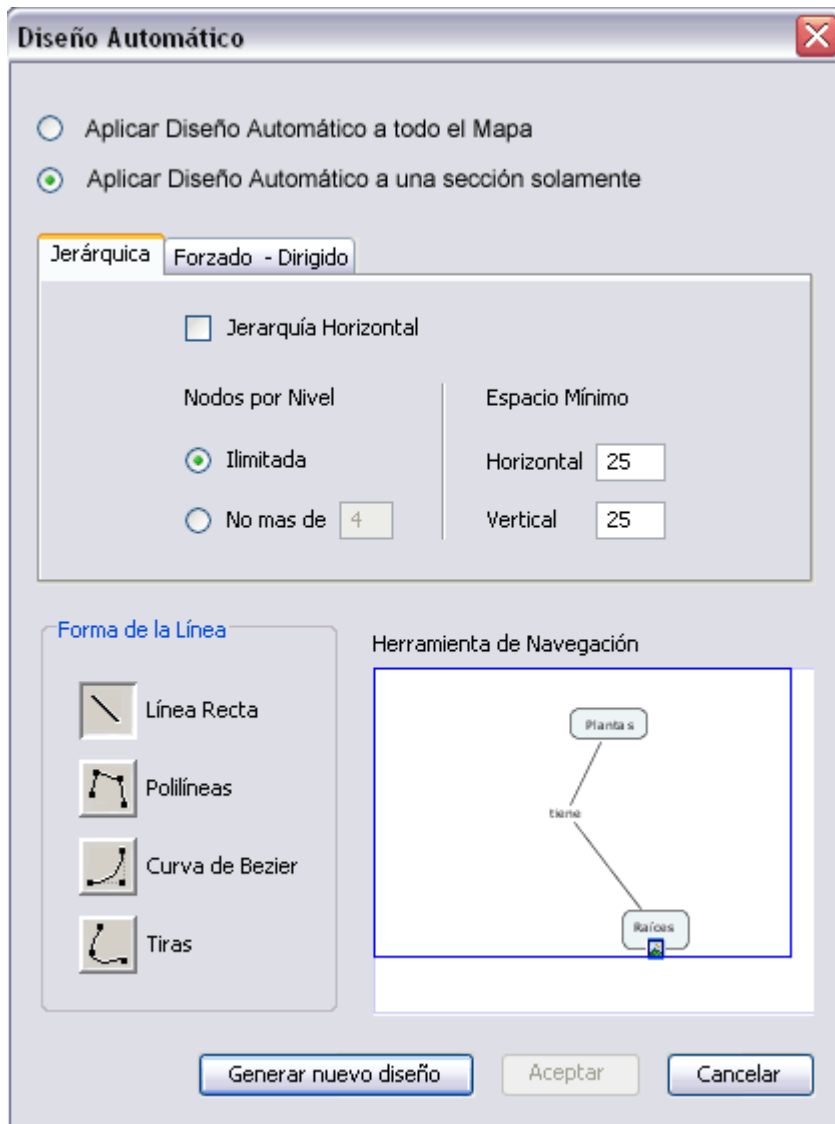 Diseño Automático
Aplicar Diseño Automático a todo el Mapa
Aplicar Diseño Automático a una sección solamente
Jerárquica
Forzado - Dirigido
Jerarquía Horizontal
Nodos por Nivel
Espacio Mínimo
Ilimitada
Horizontal 25
No mas de 4
Vertical 25
Forma de la Línea
Herramienta de Navegación
Línea Recta
Polilíneas
Curva de Bezier
Tiras
Plantas
tiene
Raíces
Generar nuevo diseño
Aceptar
Cancelar